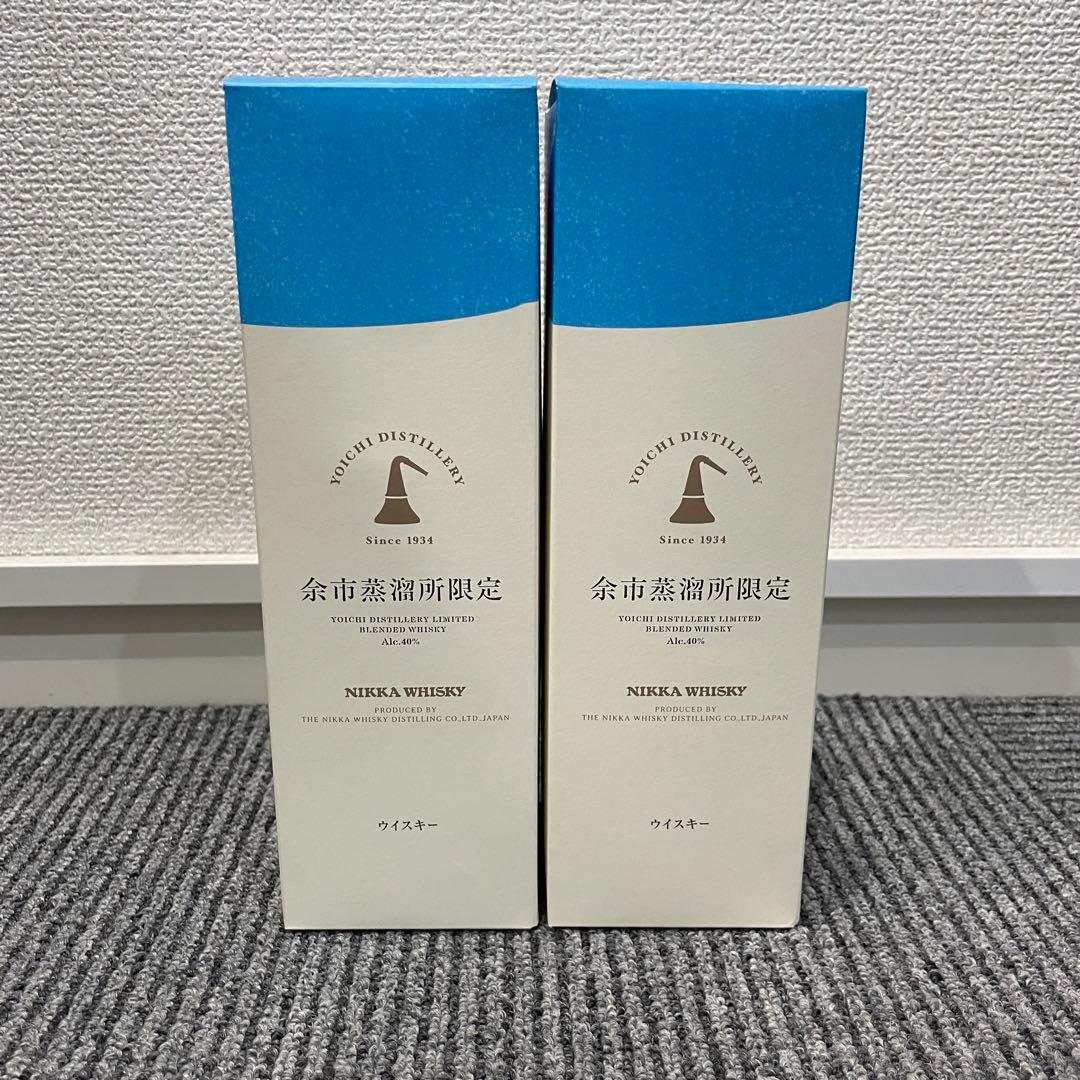 YOICHI DISTILLERY
Since 1934
余市蒸溜所限定
YOICHI DISTILLERY LIMITED
BLENDED WHISKY
Alc.40%
NIKKA WHISKY
PRODUCED BY
THE NIKKA WHISKY DISTILLING CO.,LTD.,JAPAN
ウイスキー
YOICHI DISTILLERY
Since 1934
余市蒸溜所限定
YOICHI DISTILLERY LIMITED
BLENDED WHISKY
Alc.40%
NIKKA WHISKY
PRODUCED BY
THE NIKKA WHISKY DISTILLING CO.,LTD.,JAPAN
ウイスキー